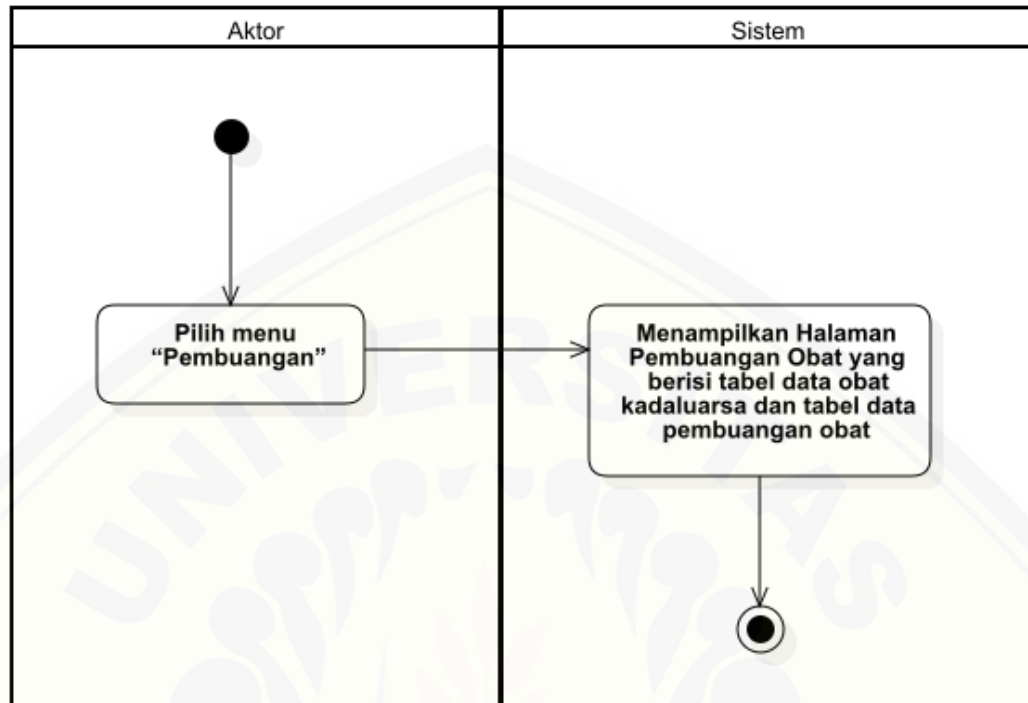 Aktor
Sistem
Pilih menu
“Pembuangan”
Menampilkan Halaman
Pembuangan Obat yang
berisi tabel data obat
kadaluarsa dan tabel data
pembuangan obat
UNIVERSITAS